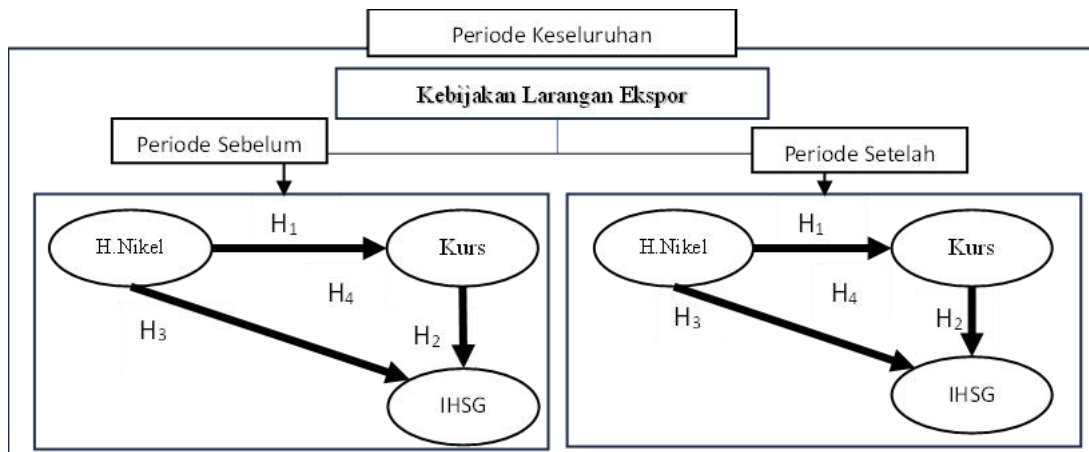 Periode Keseluruhan
Kebijakan Larangan Ekspor
Periode Sebelum
Periode Setelah
H.Nikel
H₁
Kurs
H₄
H₃
H₂
IHSG
H.Nikel
H₁
Kurs
H₄
H₃
H₂
IHSG